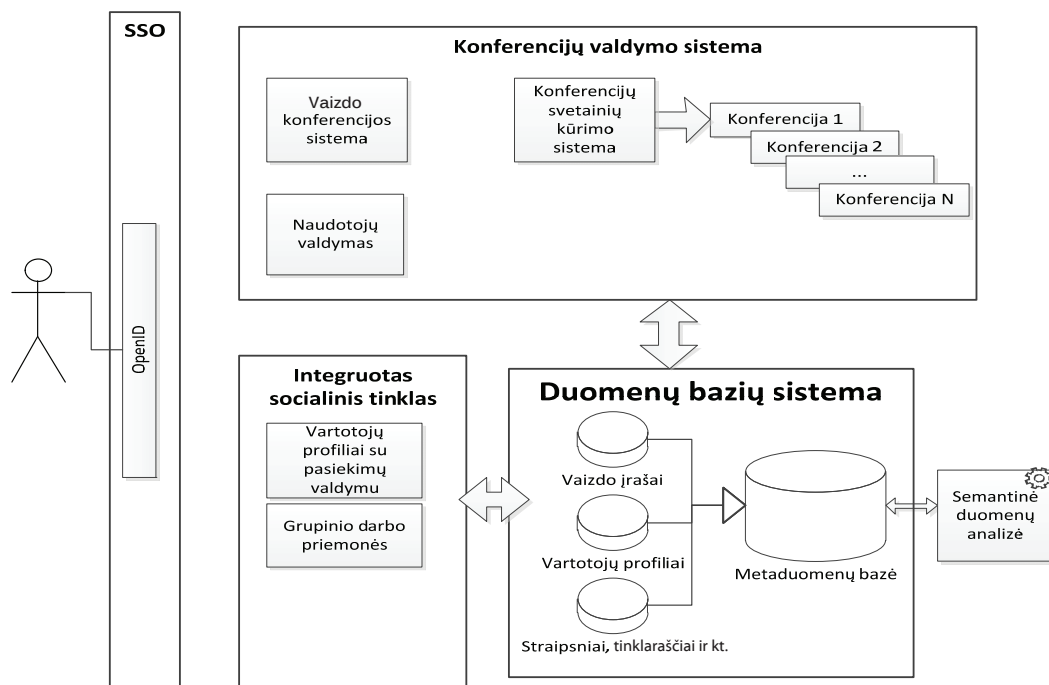 SSO
OpenID
Konferencijų valdymo sistema
Vaizdo
konferencijos
sistema
Naudotojų
valdymas
Konferencijų
svetainių
kūrimo
sistema
Konferencija 1
Konferencija 2
...
Konferencija N
Integruotas
socialinis tinklas
Vartotojų
profiliai su
pasiekimų
valdymu
Grupinio darbo
priemonės
Duomenų bazių sistema
Vaizdo įrašai
Vartotojų profiliai
Straipsniai, tinklaraščiai ir kt.
Metaduomenų bazė
Semantinė
duomenų
analizė